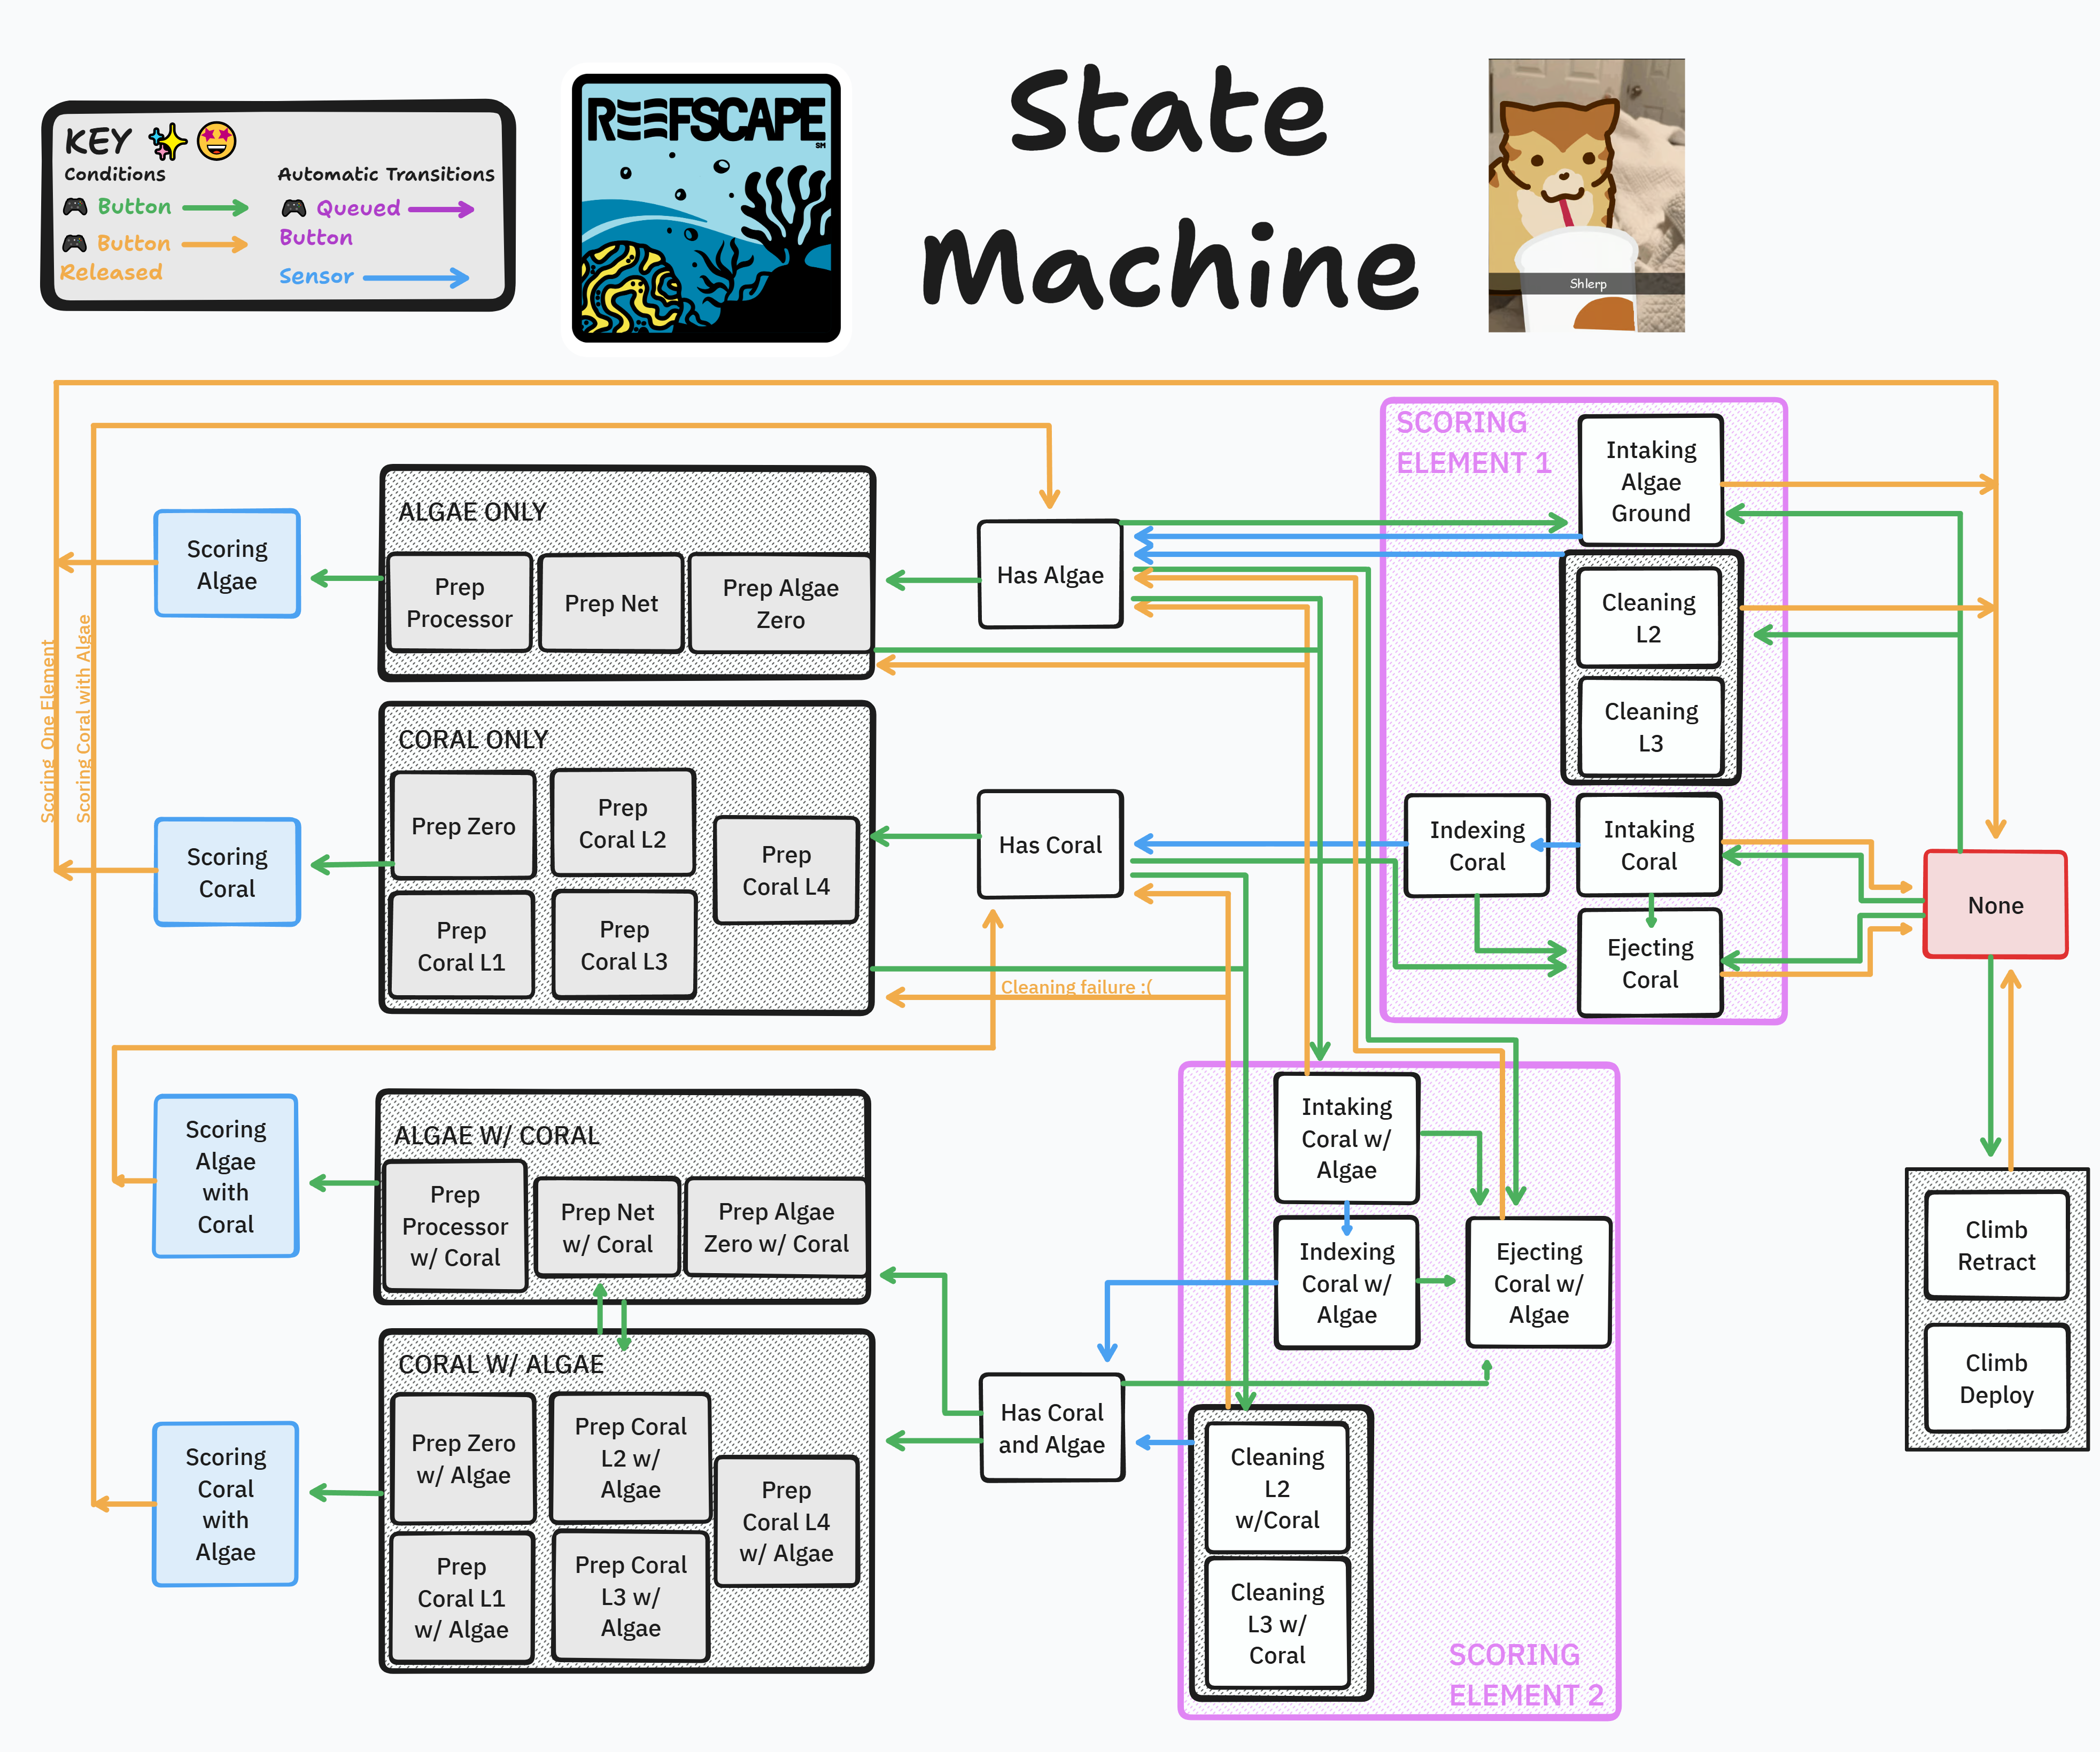 State
Machine
KEY
Conditions
Button
Button
Released
Automatic Transitions
Queued
Button
Sensor
REEFSCAPE
SM
Shlerp
Scoring One Element
Scoring Coral with Algae
Scoring
Algae
ALGAE ONLY
Prep
Processor
Prep Net
Prep Algae
Zero
Has Algae
SCORING
ELEMENT 1
Intaking
Algae
Ground
Cleaning
L2
Cleaning
L3
Scoring
Coral
CORAL ONLY
Prep Zero
Prep
Coral L2
Prep
Coral L4
Prep
Coral L1
Prep
Coral L3
Has Coral
Indexing
Coral
Intaking
Coral
Ejecting
Coral
None
Cleaning failure :(
Scoring
Algae
with
Coral
ALGAE W/ CORAL
Prep
Processor
w/ Coral
Prep Net
w/ Coral
Prep Algae
Zero w/ Coral
Intaking
Coral w/
Algae
Indexing
Coral w/
Algae
Ejecting
Coral w/
Algae
Climb
Retract
Climb
Deploy
Scoring
Coral
with
Algae
CORAL W/ ALGAE
Prep Zero
w/ Algae
Prep Coral
L2 w/
Algae
Prep
Coral L4
w/ Algae
Prep
Coral L1
w/ Algae
Prep Coral
L3 w/
Algae
Has Coral
and Algae
Cleaning
L2
w/Coral
Cleaning
L3 w/
Coral
SCORING
ELEMENT 2